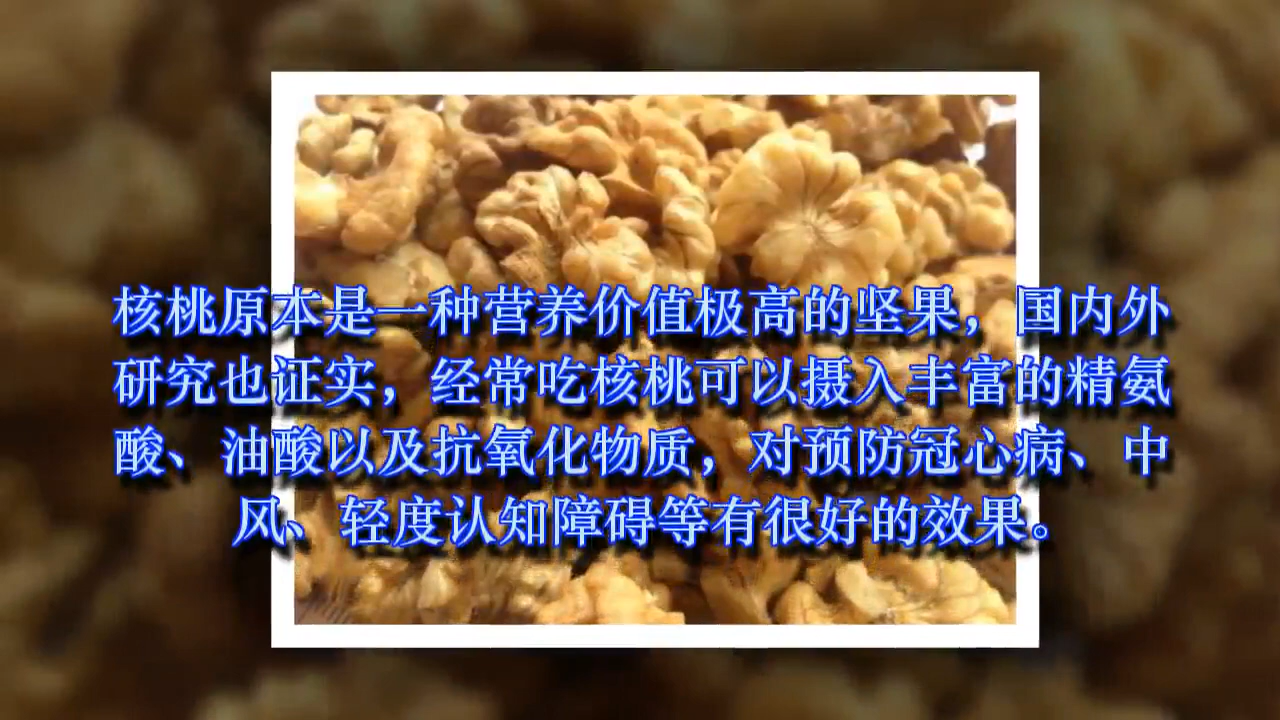 核桃原本是一种营养价值极高的坚果，国内外
研究也证实，经常吃核桃可以摄入丰富的精氨
酸、油酸以及抗氧化物质，对预防冠心病、中
风、轻度认知障碍等有很好的效果。